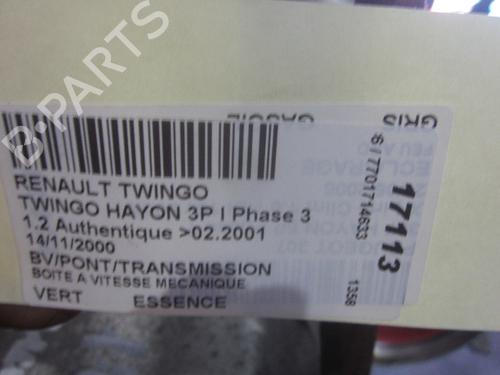 B-PARTS
RENAULT TWINGO
TWINGO HAYON 3P I Phase 3
1.2 Authentique >02.2001
14/11/2000
BV/PONT/TRANSMISSION
BOITE A VITESSE MECANIQUE
VERT ESSENCE
17113
1358
GRIS
ECLAIRAGE